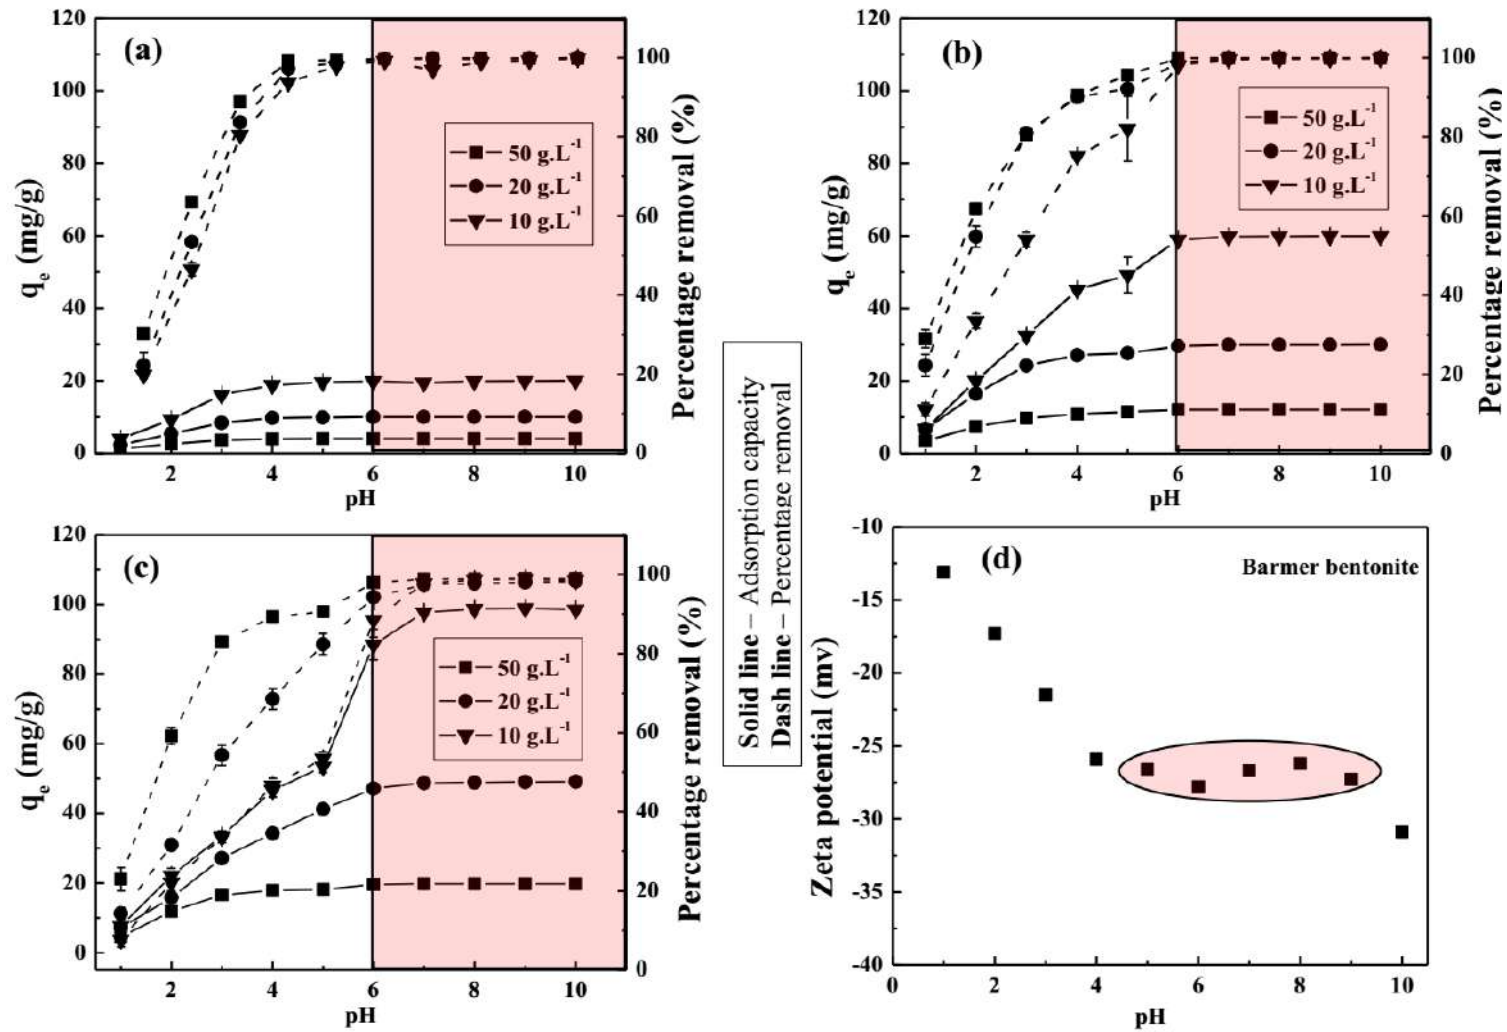 (a)
120
100
80
60
40
20
0
qe (mg/g)
100
80
60
40
20
0
Percentage removal (%)
50 g.L-1
20 g.L-1
10 g.L-1
2 4 6 8 10
pH
(b)
120
100
80
60
40
20
0
qe (mg/g)
100
80
60
40
20
0
Percentage removal (%)
50 g.L-1
20 g.L-1
10 g.L-1
2 4 6 8 10
pH
Solid line – Adsorption capacity
Dash line – Percentage removal
(c)
120
100
80
60
40
20
0
qe (mg/g)
100
80
60
40
20
0
Percentage removal (%)
50 g.L-1
20 g.L-1
10 g.L-1
2 4 6 8 10
pH
(d)
Barmer bentonite
-10
-15
-20
-25
-30
-35
-40
Zeta potential (mv)
0 2 4 6 8 10
pH